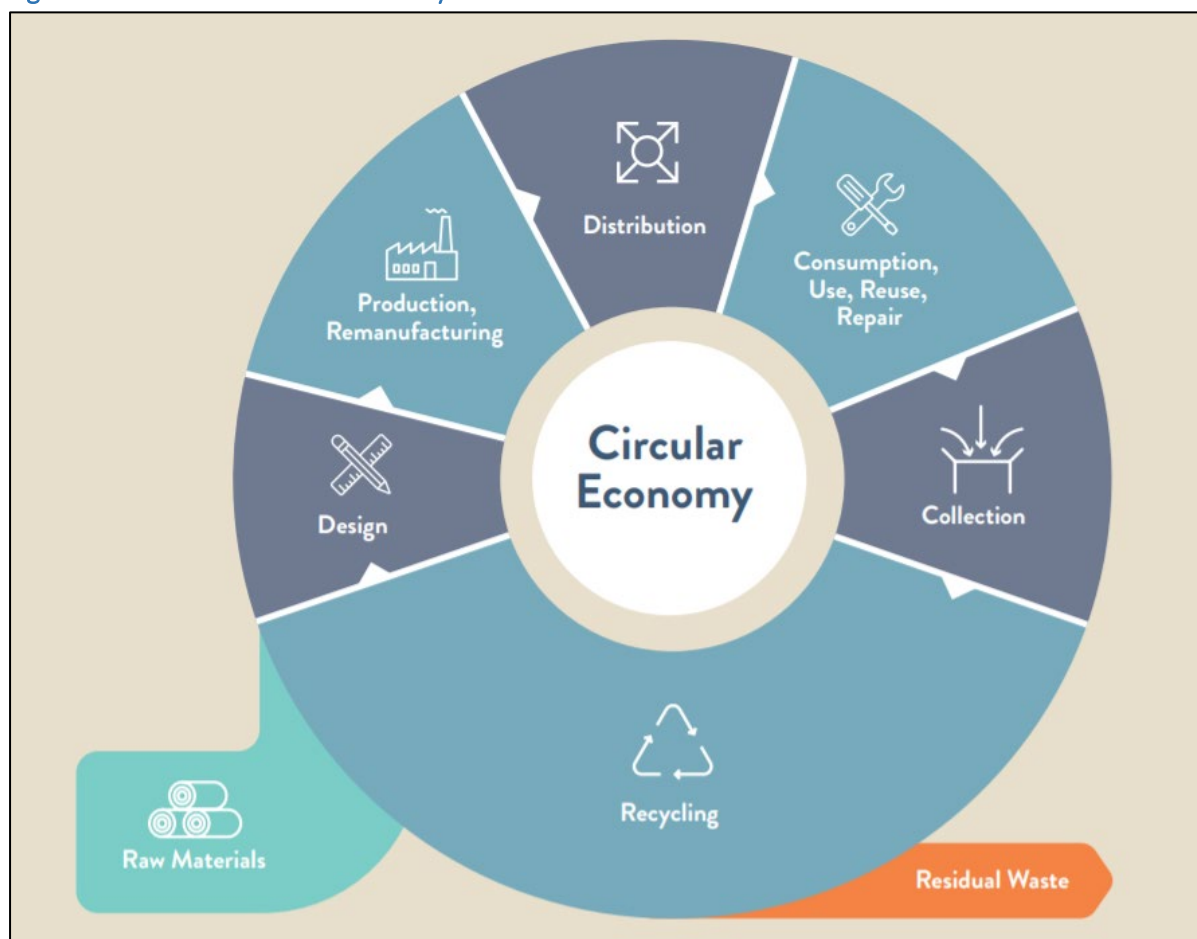 Distribution
Consumption,
Use, Reuse,
Repair
Production,
Remanufacturing
Circular
Economy
Collection
Design
Recycling
Raw Materials
Residual Waste